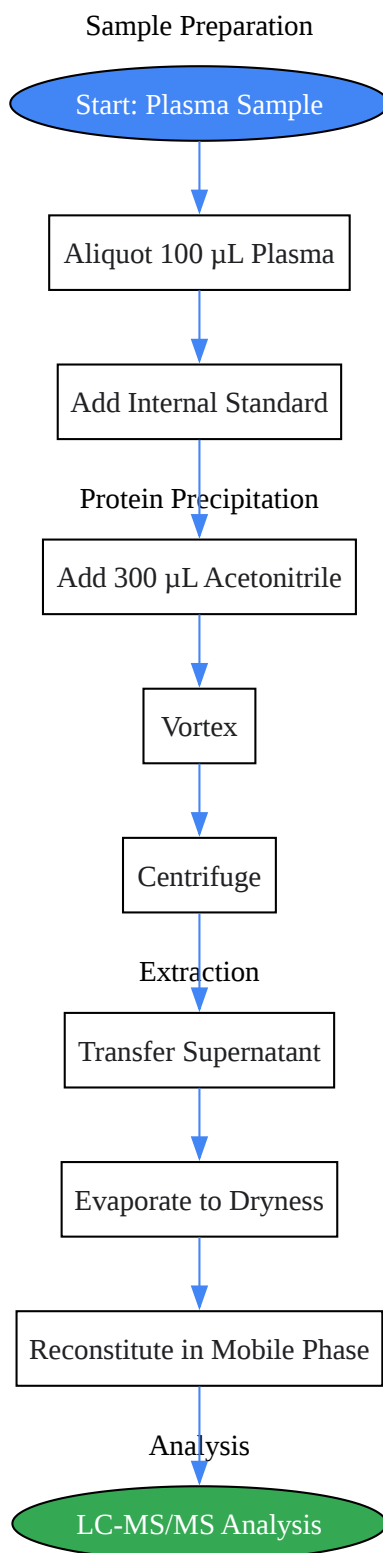 Sample Preparation
Start: Plasma Sample
Aliquot 100 µL Plasma
Add Internal Standard
Protein Precipitation
Add 300 µL Acetonitrile
Vortex
Centrifuge
Extraction
Transfer Supernatant
Evaporate to Dryness
Reconstitute in Mobile Phase
Analysis
LC-MS/MS Analysis